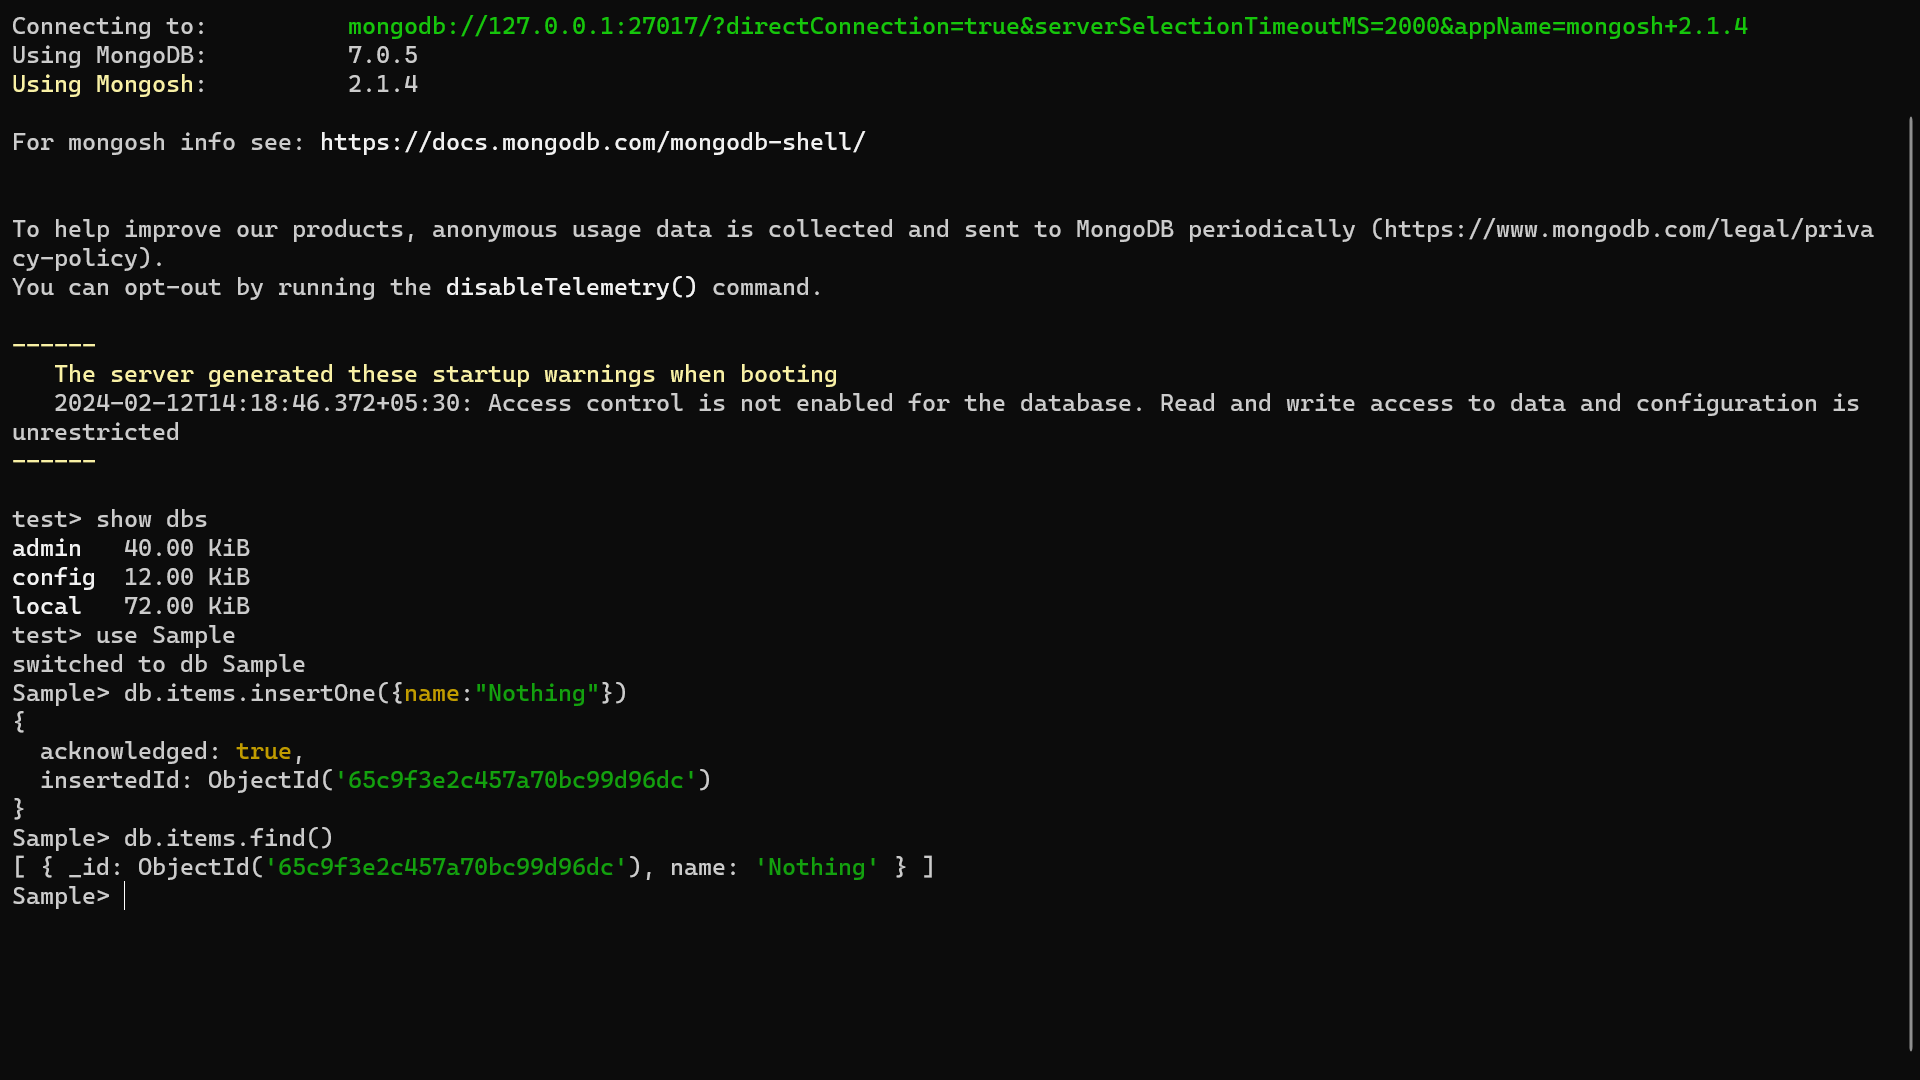 Connecting to:          mongodb://127.0.0.1:27017/?directConnection=true&serverSelectionTimeoutMS=2000&appName=mongosh+2.1.4
Using MongoDB:          7.0.5
Using Mongosh:          2.1.4
For mongosh info see: https://docs.mongodb.com/mongodb-shell/
To help improve our products, anonymous usage data is collected and sent to MongoDB periodically (https://www.mongodb.com/legal/priva
cy-policy).
You can opt-out by running the disableTelemetry() command.
------
   The server generated these startup warnings when booting
   2024-02-12T14:18:46.372+05:30: Access control is not enabled for the database. Read and write access to data and configuration is
unrestricted
------
test> show dbs
admin   40.00 KiB
config  12.00 KiB
local   72.00 KiB
test> use Sample
switched to db Sample
Sample> db.items.insertOne({name:"Nothing"})
{
  acknowledged: true,
  insertedId: ObjectId('65c9f3e2c457a70bc99d96dc')
}
Sample> db.items.find()
[ { _id: ObjectId('65c9f3e2c457a70bc99d96dc'), name: 'Nothing' } ]
Sample>